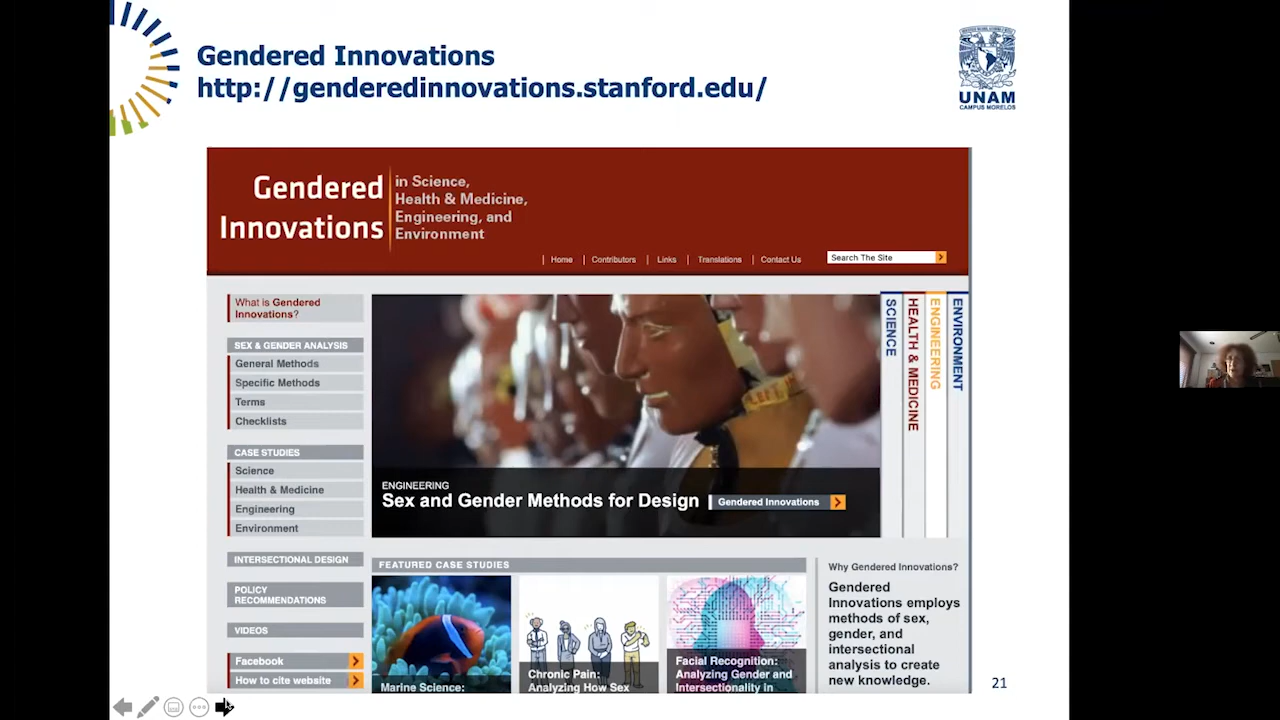 Gendered Innovations
http://genderedinnovations.stanford.edu/
UNAM
CAMPUS MORELOS
Gendered
Innovations
in Science,
Health & Medicine,
Engineering, and
Environment
Home
Contributors
Links
Translations
Contact Us
Search The Site
What is Gendered
Innovations?
SEX & GENDER ANALYSIS
General Methods
Specific Methods
Terms
Checklists
CASE STUDIES
Science
Health & Medicine
Engineering
Environment
INTERSECTIONAL DESIGN
POLICY
RECOMMENDATIONS
VIDEOS
Facebook
How to cite website
ENGINEERING
Sex and Gender Methods for Design
Gendered Innovations
SCIENCE
HEALTH & MEDICINE
ENGINEERING
ENVIRONMENT
FEATURED CASE STUDIES
Marine Science:
Chronic Pain:
Analyzing How Sex
Facial Recognition:
Analyzing Gender and
Intersectionality in
Why Gendered Innovations?
Gendered
Innovations employs
methods of sex,
gender, and
intersectional
analysis to create
new knowledge.
21